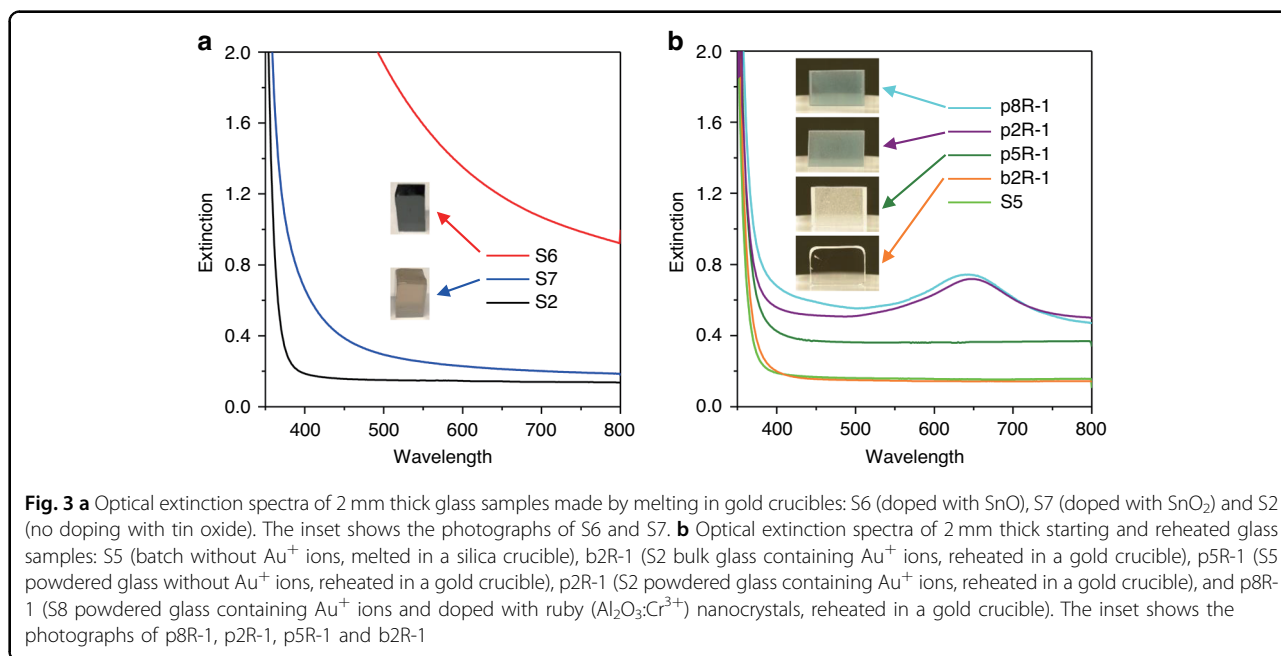 a
b
2.0
1.6
1.2
0.8
0.4
0.0
Extinction
400
500
600
700
800
Wavelength
S6
S7
S2
2.0
1.6
1.2
0.8
0.4
0.0
Extinction
400
500
600
700
800
Wavelength
p8R-1
p2R-1
p5R-1
b2R-1
S5
Fig. 3 a Optical extinction spectra of 2 mm thick glass samples made by melting in gold crucibles: S6 (doped with SnO), S7 (doped with SnO₂) and S2
(no doping with tin oxide). The inset shows the photographs of S6 and S7. b Optical extinction spectra of 2 mm thick starting and reheated glass
samples: S5 (batch without Au⁺ ions, melted in a silica crucible), b2R-1 (S2 bulk glass containing Au⁺ ions, reheated in a gold crucible), p5R-1 (S5
powdered glass without Au⁺ ions, reheated in a gold crucible), p2R-1 (S2 powdered glass containing Au⁺ ions, reheated in a gold crucible), and p8R-
1 (S8 powdered glass containing Au⁺ ions and doped with ruby (Al₂O₃:Cr³⁺) nanocrystals, reheated in a gold crucible). The inset shows the
photographs of p8R-1, p2R-1, p5R-1 and b2R-1